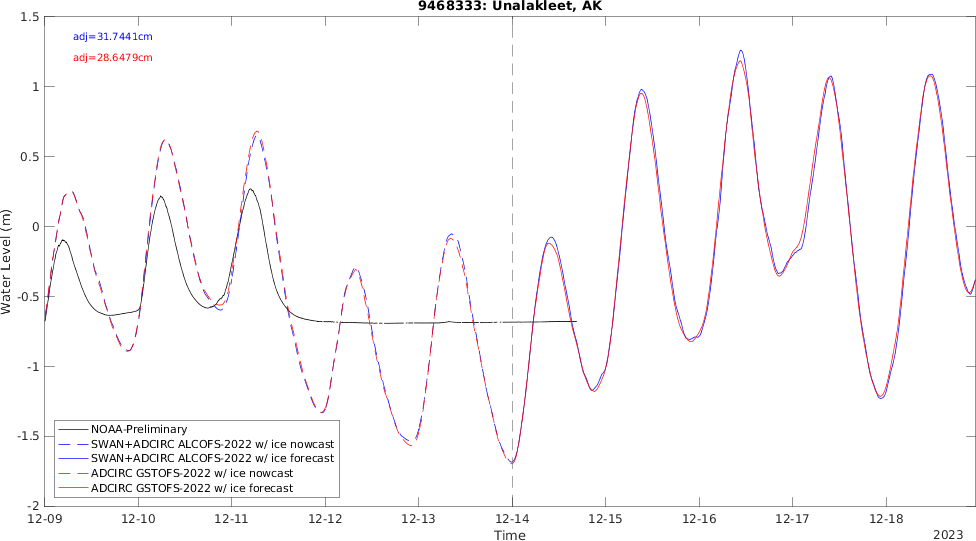 9468333: Unalakleet, AK
adj=31.7441cm
adj=28.6479cm
Water Level (m)
1.5
1
0.5
0
-0.5
-1
-1.5
-2
NOAA-Preliminary
SWAN+ADCIRC ALCOFS-2022 w/ ice nowcast
SWAN+ADCIRC ALCOFS-2022 w/ ice forecast
ADCIRC GSTOFS-2022 w/ ice nowcast
ADCIRC GSTOFS-2022 w/ ice forecast
12-09 12-10 12-11 12-12 12-13 12-14 12-15 12-16 12-17 12-18
Time
2023